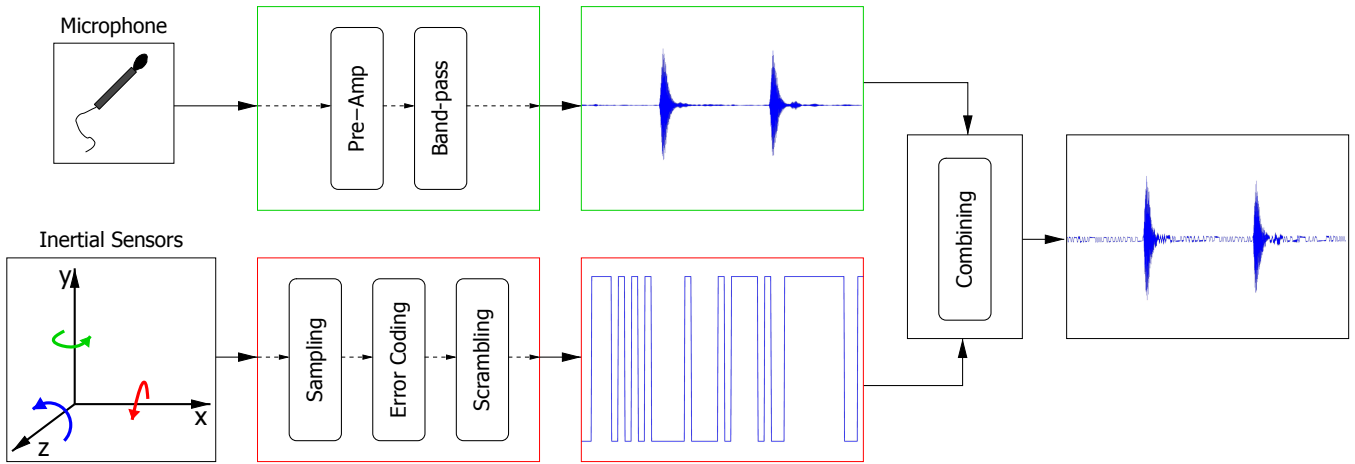 Microphone
Pre−Amp
Band-pass
Combining
Inertial Sensors
y
x
z
Sampling
Error Coding
Scrambling